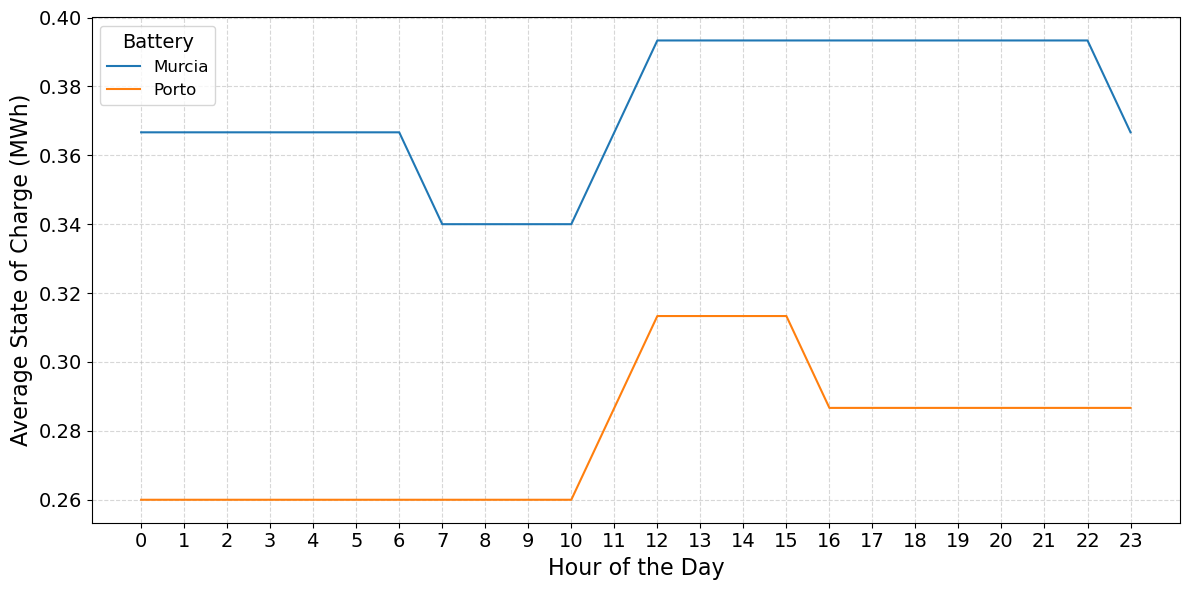 Average State of Charge (MWh)
0.40
0.38
0.36
0.34
0.32
0.30
0.28
0.26
Battery
Murcia
Porto
0 1 2 3 4 5 6 7 8 9 10 11 12 13 14 15 16 17 18 19 20 21 22 23
Hour of the Day